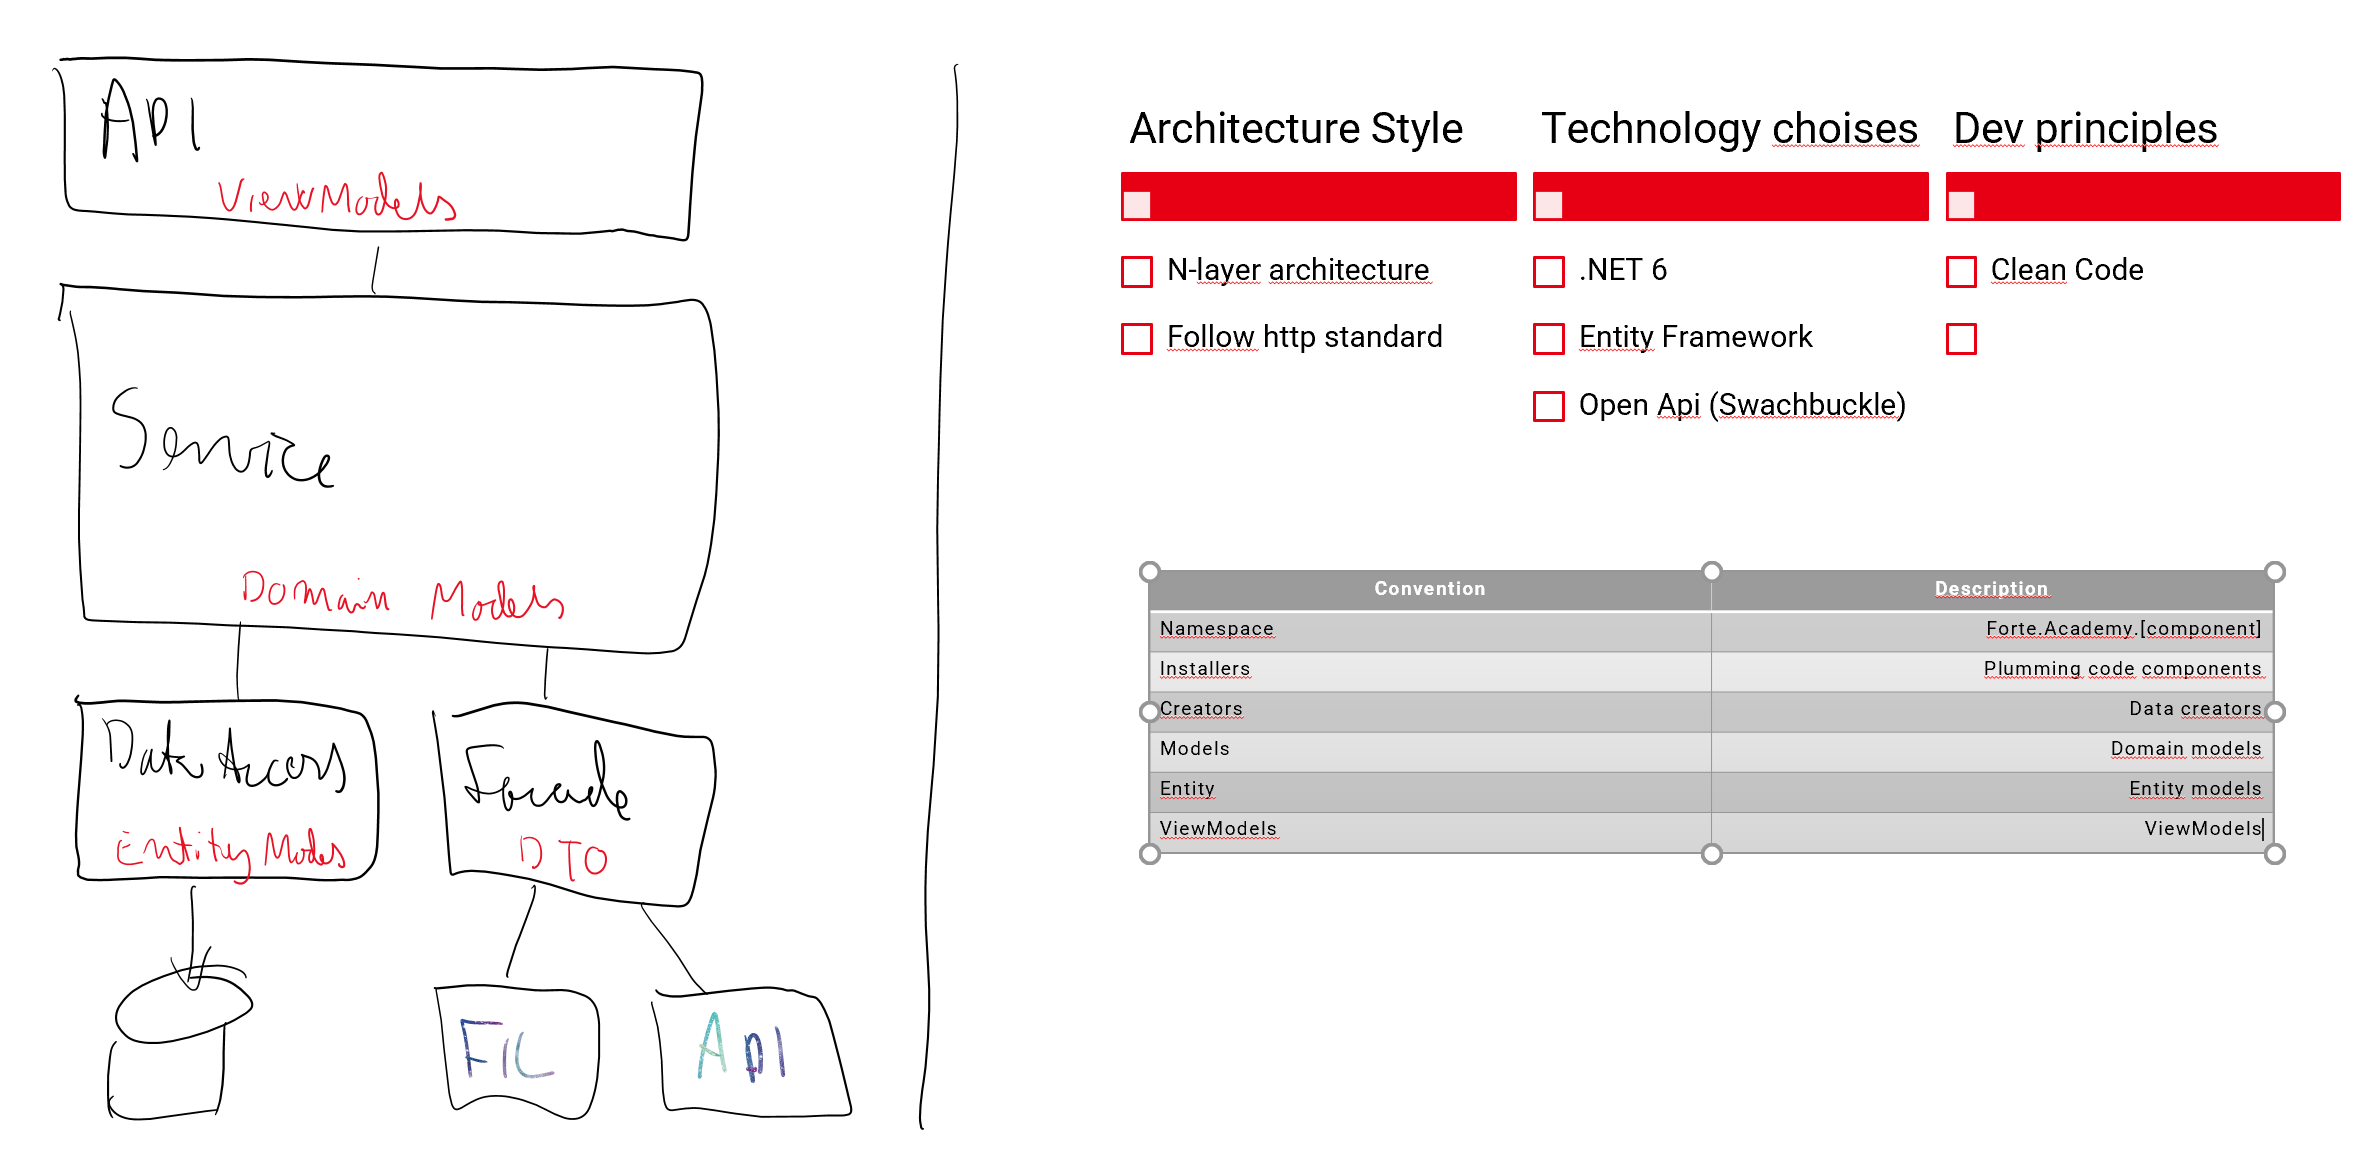 API
ViewModels
Service
Domain Models
Data Access
Entity Models
Facade
DTO
FIL
API
Architecture Style
N-layer architecture
Follow http standard
Technology choises
.NET 6
Entity Framework
Open Api (Swachbuckle)
Dev principles
Clean Code
Convention Description
Namespace Forte.Academy.[component]
Installers Plumming code components
Creators Data creators
Models Domain models
Entity Entity models
ViewModels ViewModels